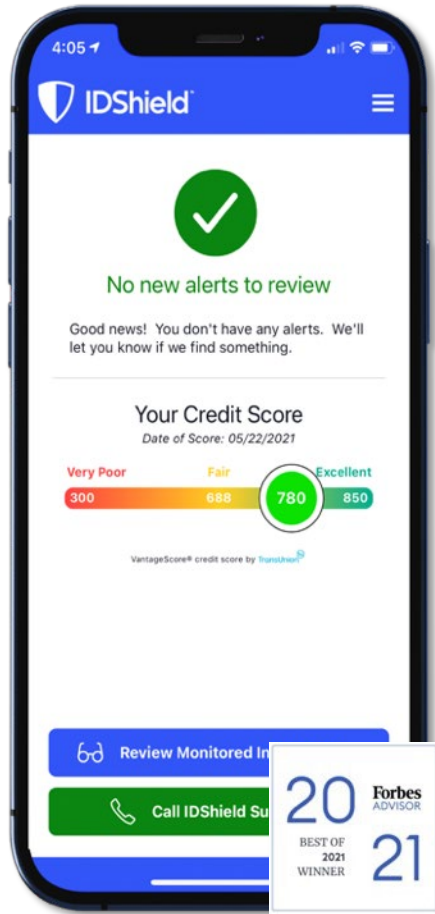 4:05
IDShield
No new alerts to review
Good news! You don't have any alerts. We'll
let you know if we find something.
Your Credit Score
Date of Score: 05/22/2021
Very Poor Fair Excellent
300 688 780 850
VantageScore® credit score by TransUnion
Review Monitored In
Call IDShield Su
20 Forbes
ADVISOR
BEST OF
2021
WINNER
21